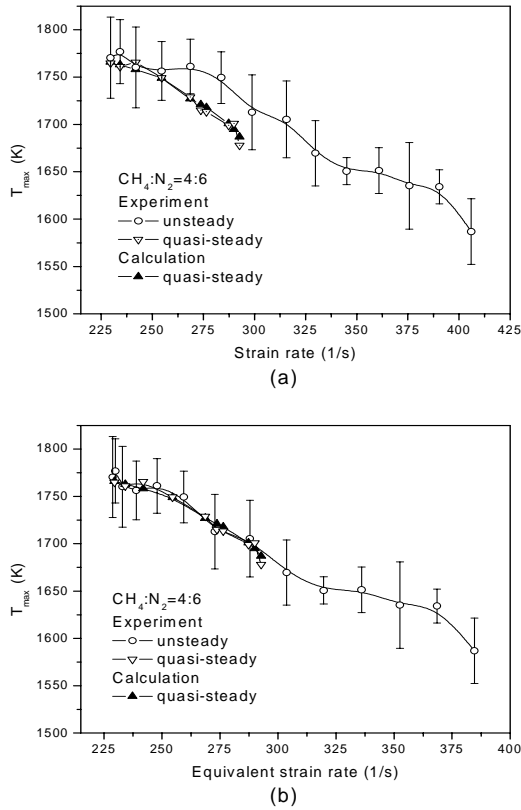 1800
1750
1700
1650
1600
1550
1500
T_max (K)
CH₄:N₂=4:6
Experiment
unsteady
quasi-steady
Calculation
quasi-steady
225 250 275 300 325 350 375 400 425
Strain rate (1/s)
(a)
1800
1750
1700
1650
1600
1550
1500
T_max (K)
CH₄:N₂=4:6
Experiment
unsteady
quasi-steady
Calculation
quasi-steady
225 250 275 300 325 350 375 400
Equivalent strain rate (1/s)
(b)